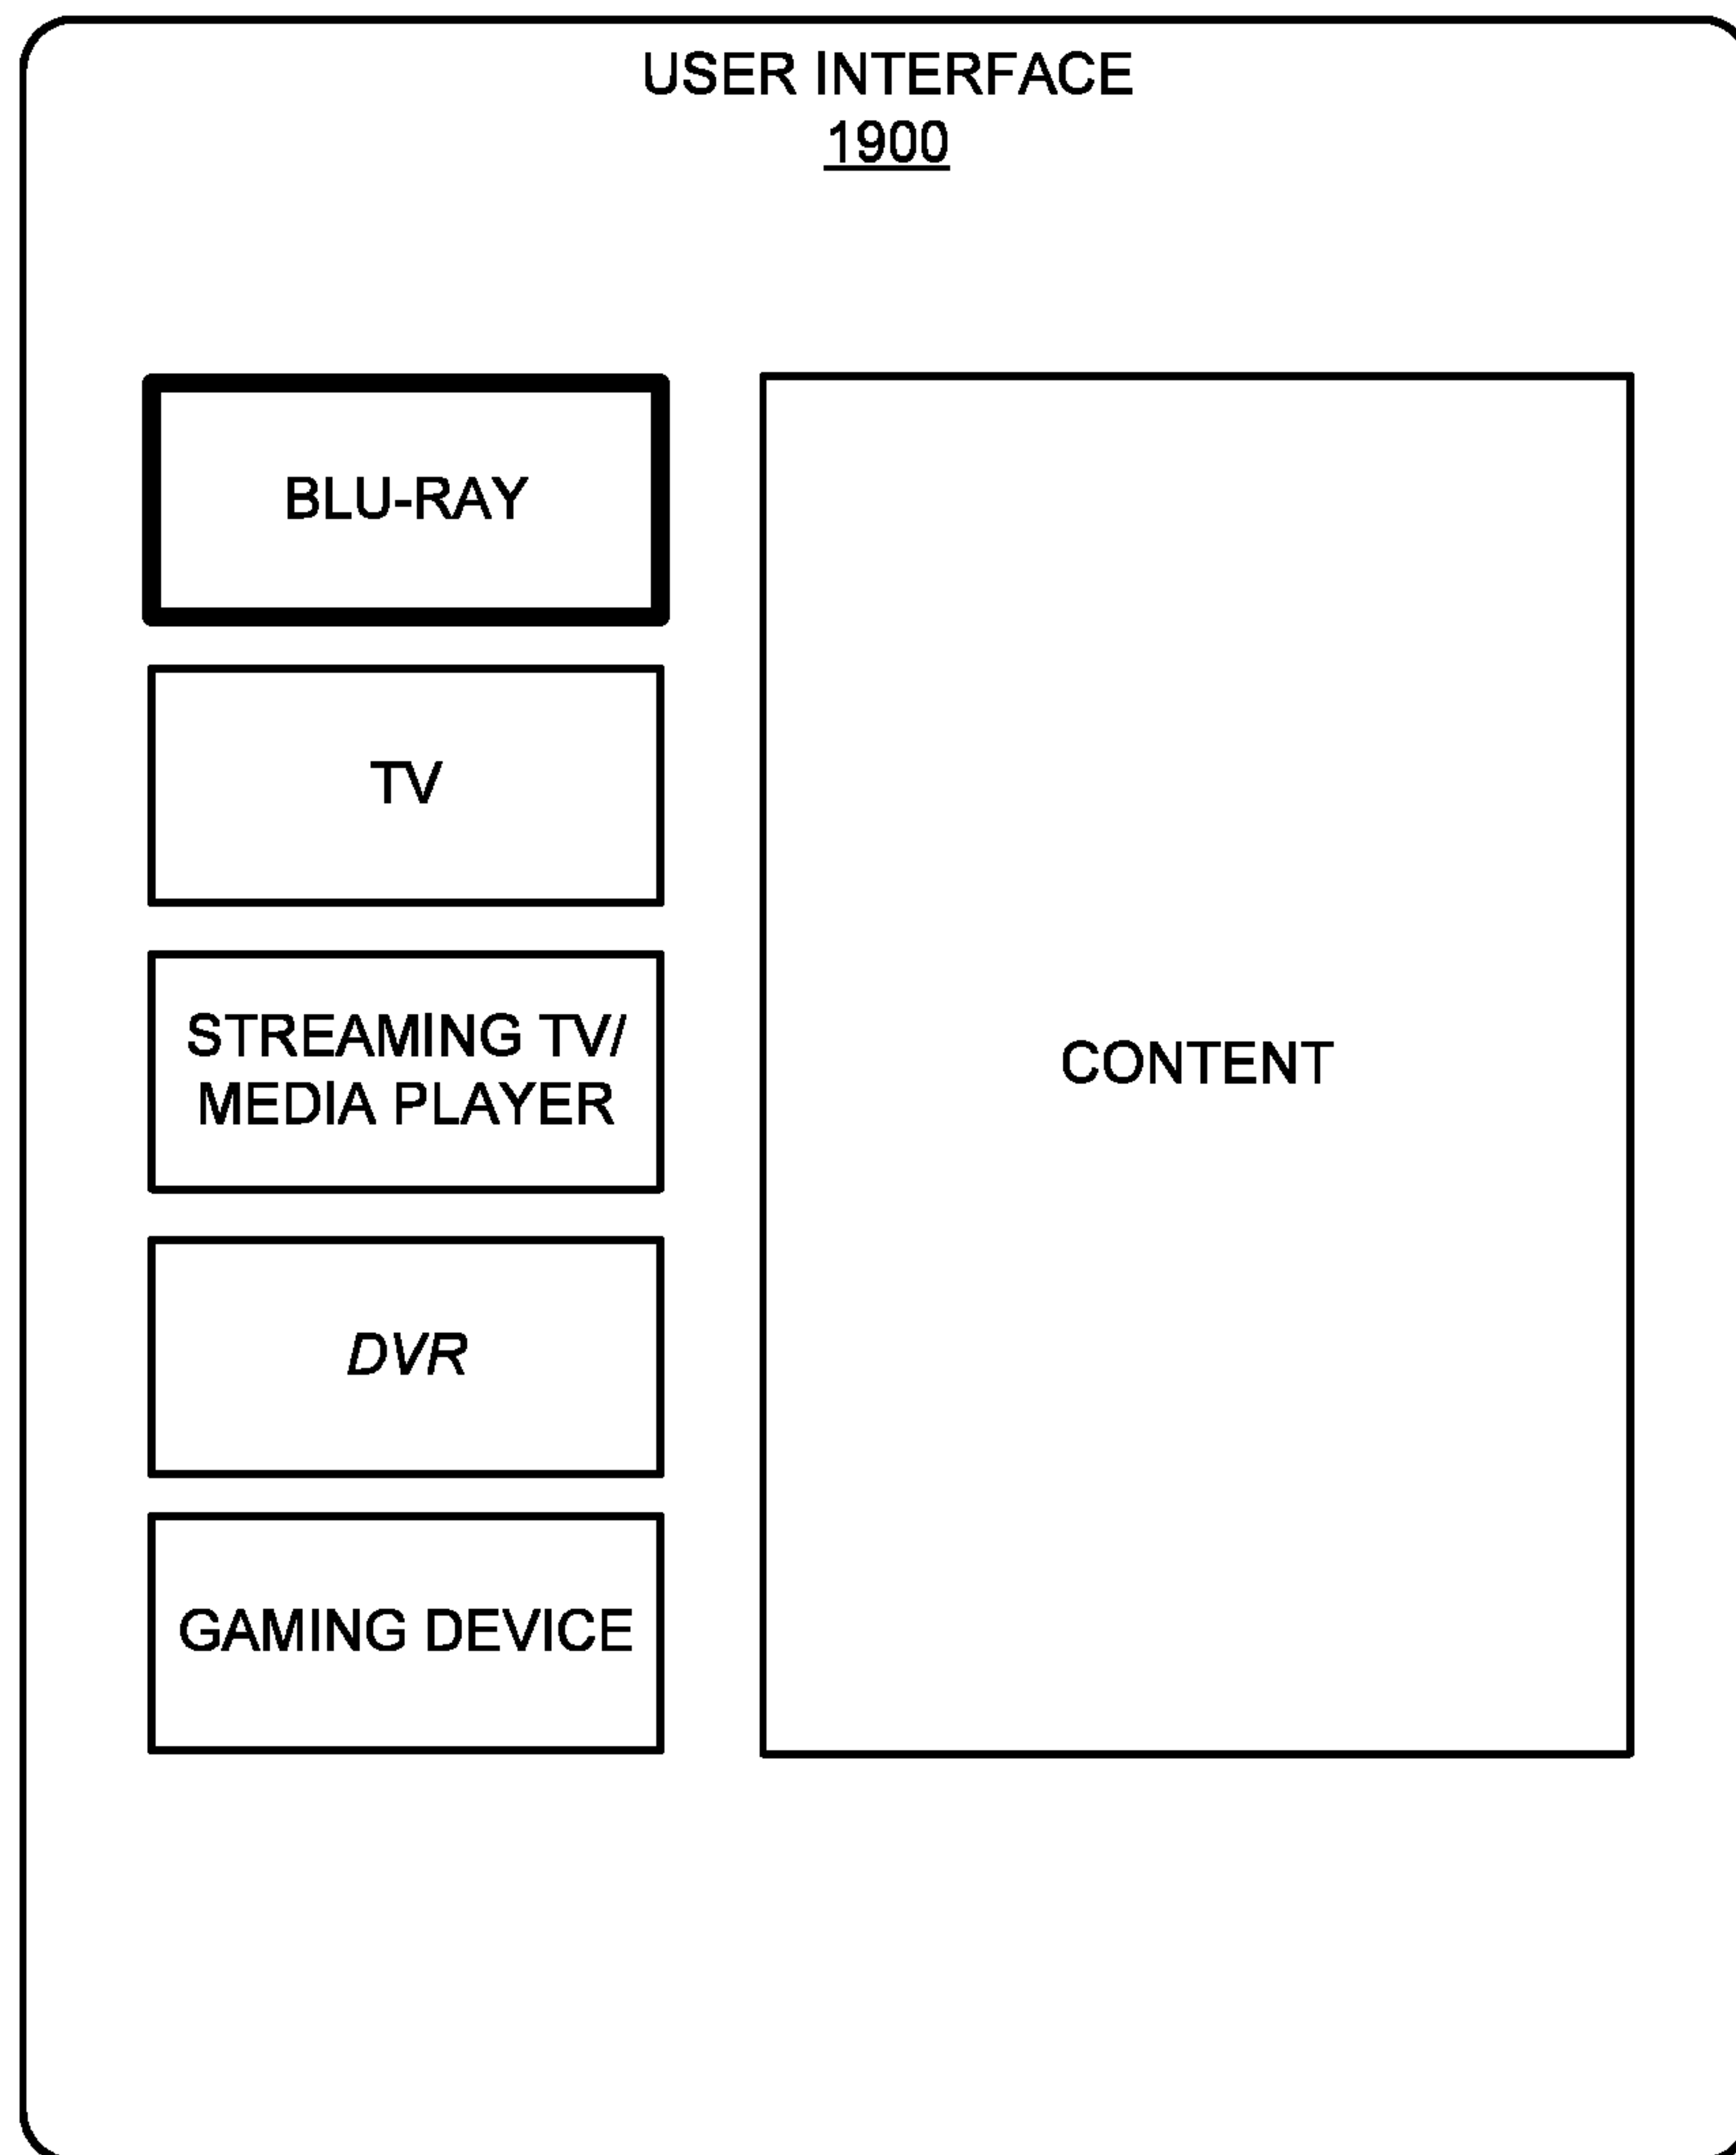 USER INTERFACE
1900
BLU-RAY
TV
STREAMING TV/
MEDIA PLAYER
DVR
GAMING DEVICE
CONTENT